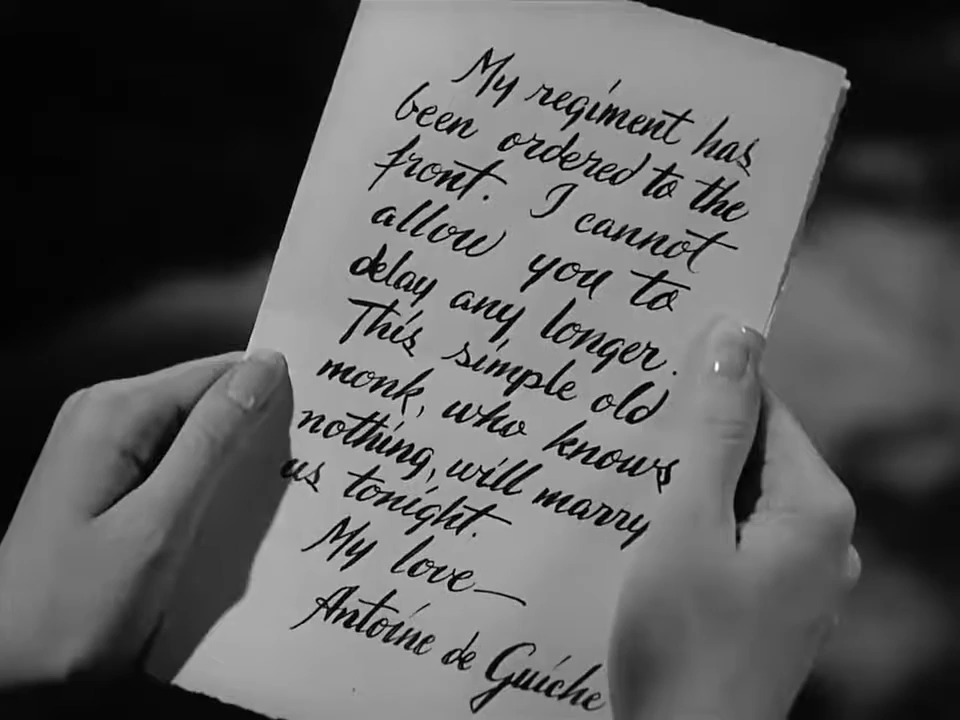 My regiment has
been ordered to the
front. I cannot
allow you to
delay any longer.
This simple old
monk, who knows
nothing, will marry
us tonight.
My love—
Antoine de Guiche